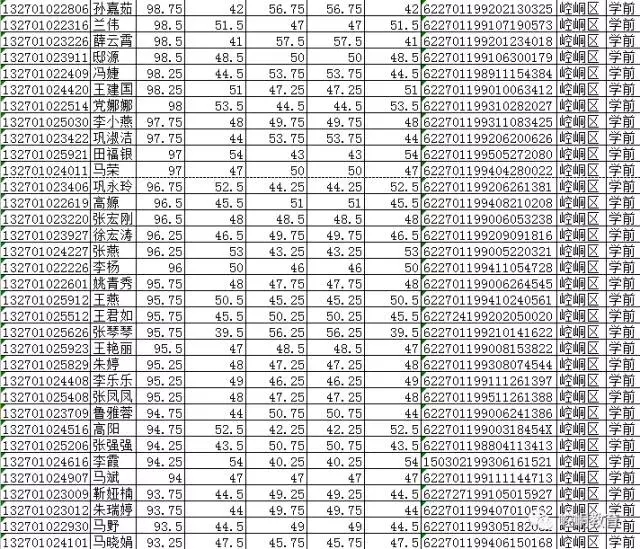 132701022806 孙嘉茹 98.75 42 56.75 56.75 42 622701199202130325 崆峒区 学前
132701022316 兰伟 98.5 51.5 47 47 51.5 622701199107190573 崆峒区 学前
132701023226 薛云霄 98.5 41 57.5 57.5 41 622701199201234018 崆峒区 学前
132701023911 邸源 98.5 48.5 50 50 48.5 622701199106300179 崆峒区 学前
132701022409 冯婕 98.25 44.5 53.75 53.75 44.5 622701198911154384 崆峒区 学前
132701024420 王建国 98.25 51 47.25 47.25 51 622701199010063412 崆峒区 学前
132701022514 党娜娜 98 53.5 44.5 44.5 53.5 622701199310282027 崆峒区 学前
132701025030 李小燕 97.75 48 49.75 49.75 48 622701199311083425 崆峒区 学前
132701023422 巩淑洁 97.75 44 53.75 53.75 44 622701199206200626 崆峒区 学前
132701025921 田福银 97 54 43 43 54 622701199505272080 崆峒区 学前
132701024011 马荣 97 47 50 50 47 622701199404280022 崆峒区 学前
132701023406 巩永玲 96.75 52.5 44.25 44.25 52.5 622701199206261381 崆峒区 学前
132701022619 高嫄 96.5 45.5 51 51 45.5 622701199408210208 崆峒区 学前
132701023220 张宏刚 96.5 48 48.5 48.5 48 622701199006053238 崆峒区 学前
132701023927 徐宏涛 96.25 46.5 49.75 49.75 46.5 622701199209091816 崆峒区 学前
132701024227 张燕 96.25 53 43.25 43.25 53 622701199005220321 崆峒区 学前
132701022226 李杨 96 50 46 46 50 622701199411054728 崆峒区 学前
132701022601 姚青秀 95.75 48 47.75 47.75 48 622701199006264545 崆峒区 学前
132701025912 王燕 95.75 50.5 45.25 45.25 50.5 622701199410240561 崆峒区 学前
132701025512 王君如 95.75 45.5 50.25 50.25 45.5 622724199202050020 崆峒区 学前
132701025626 张琴琴 95.75 39.5 56.25 56.25 39.5 622701199210141622 崆峒区 学前
132701025923 王艳丽 95.5 47 48.5 48.5 47 622701199008153822 崆峒区 学前
132701025829 朱婷 95.25 48 47.25 47.25 48 622701199308074544 崆峒区 学前
132701024408 李乐乐 95.25 49 46.25 46.25 49 622701199111261397 崆峒区 学前
132701025408 张凤凤 95.25 48 47.25 47.25 48 622701199511261388 崆峒区 学前
132701023709 鲁雅蓉 94.75 44 50.75 50.75 44 622701199006241386 崆峒区 学前
132701024516 高阳 94.75 52.5 42.25 42.25 52.5 62270119900318454X 崆峒区 学前
132701025206 张强强 94.25 43.5 50.75 50.75 43.5 622701198804113413 崆峒区 学前
132701024616 李霞 94.25 54 40.25 40.25 54 150302199306161521 崆峒区 学前
132701024907 马斌 94 47 47 47 47 622701199111144713 崆峒区 学前
132701023009 靳娅楠 93.75 44.5 49.25 49.25 44.5 622727199105015927 崆峒区 学前
132701023012 朱瑞婷 93.75 44.5 49.25 49.25 44.5 崆峒区 学前
132701022930 马野 93.5 44.5 49 49 44.5 崆峒区 学前
132701024101 马晓娟 93.25 47.5 45.75 45.75 47.5 622701199406150168 崆峒区 学前